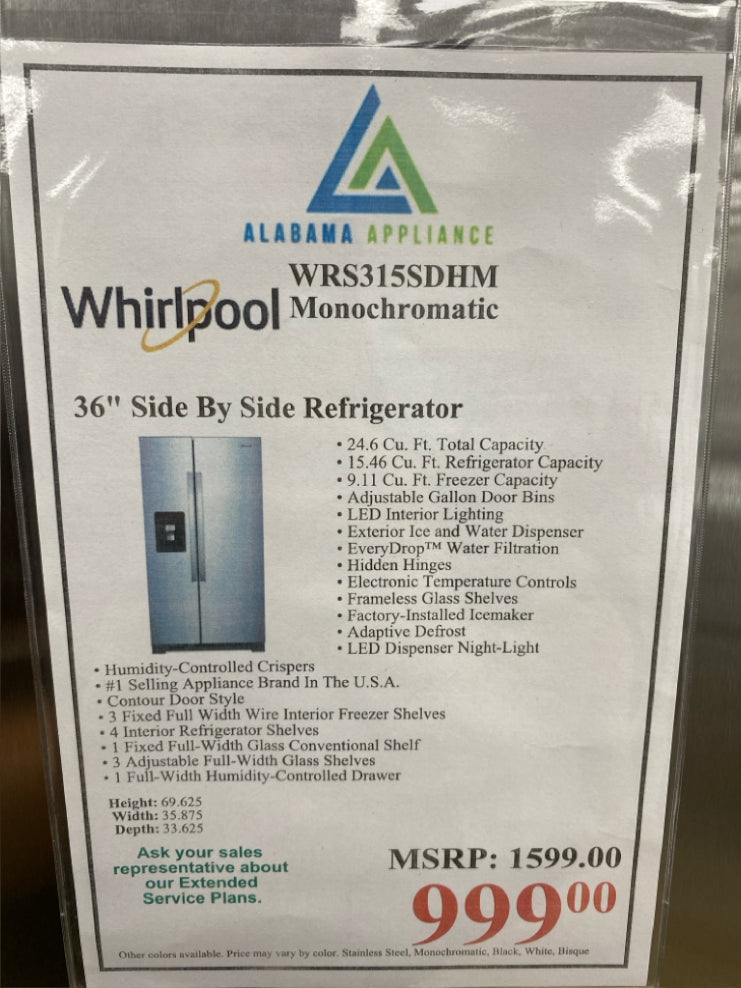 ALABAMA APPLIANCE
WRS315SDHM
Whirlpool Monochromatic
36" Side By Side Refrigerator
• 24.6 Cu. Ft. Total Capacity
• 15.46 Cu. Ft. Refrigerator Capacity
• 9.11 Cu. Ft. Freezer Capacity
• Adjustable Gallon Door Bins
• LED Interior Lighting
• Exterior Ice and Water Dispenser
• EveryDrop™ Water Filtration
• Hidden Hinges
• Electronic Temperature Controls
• Frameless Glass Shelves
• Factory-Installed Icemaker
• Adaptive Defrost
• LED Dispenser Night-Light
• Humidity-Controlled Crispers
• #1 Selling Appliance Brand In The U.S.A.
• Contour Door Style
• 3 Fixed Full Width Wire Interior Freezer Shelves
• 4 Interior Refrigerator Shelves
• 1 Fixed Full-Width Glass Conventional Shelf
• 3 Adjustable Full-Width Glass Shelves
• 1 Full-Width Humidity-Controlled Drawer
Height: 69.625
Width: 35.875
Depth: 33.625
Ask your sales
representative about
our Extended
Service Plans.
MSRP: 1599.00
999 00
Other colors available. Price may vary by color. Stainless Steel, Monochromatic, Black, White, Bisque